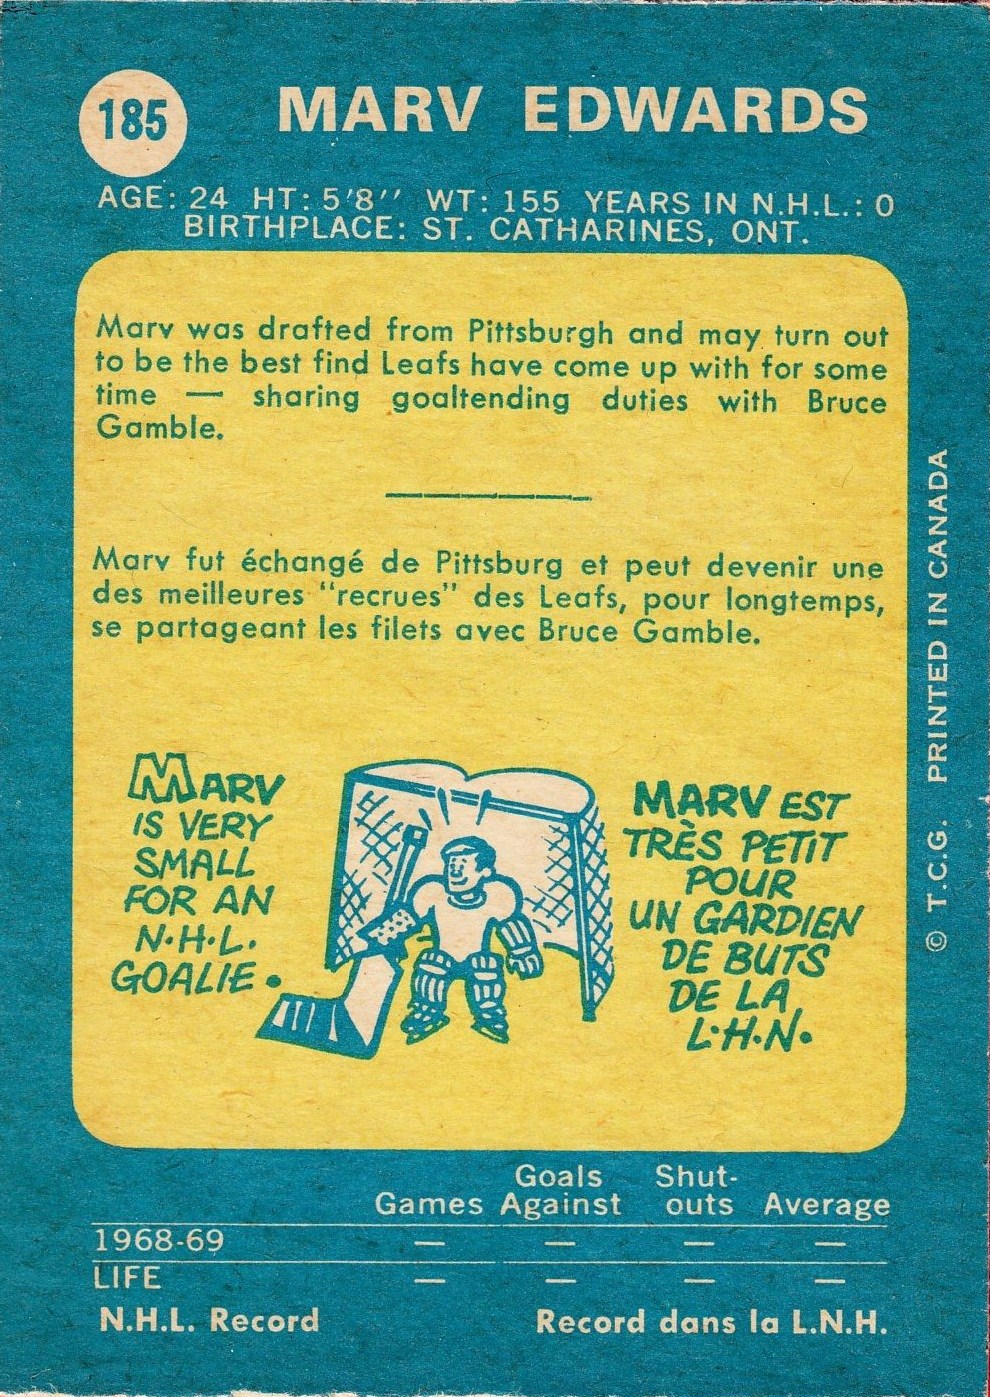 185
MARV EDWARDS
AGE: 24 HT: 5'8'' WT: 155 YEARS IN N.H.L.: 0
BIRTHPLACE: ST. CATHARINES, ONT.
Marv was drafted from Pittsburgh and may turn out
to be the best find Leafs have come up with for some
time — sharing goaltending duties with Bruce
Gamble.
Marv fut échangé de Pittsburg et peut devenir une
des meilleures "recrues" des Leafs, pour longtemps,
se partageant les filets avec Bruce Gamble.
MARV
IS VERY
SMALL
FOR AN
N.H.L.
GOALIE.
MARV EST
TRÈS PETIT
POUR
UN GARDIEN
DE BUTS
DE LA
L.H.N.
© T.C.G. PRINTED IN CANADA
Goals Shut-
Games Against outs Average
1968-69 — — — —
LIFE — — — —
N.H.L. Record Record dans la L.N.H.